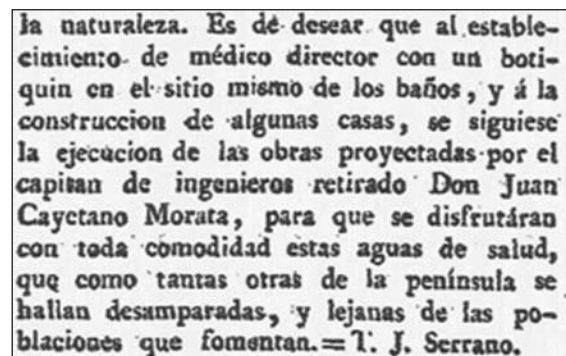 la naturaleza. Es de desear que al estable-
cimiento de médico director con un boti-
quin en el sitio mismo de los baños, y á la
construccion de algunas casas, se siguiese
la ejecucion de las obras proyectadas por el
capitan de ingenieros retirado Don Juan
Cayetano Morata, para que se disfrutáran
con toda comodidad estas aguas de salud,
que como tantas otras de la península se
hallan desamparadas, y lejanas de las po-
blaciones que fomentan.=T. J. Serrano.